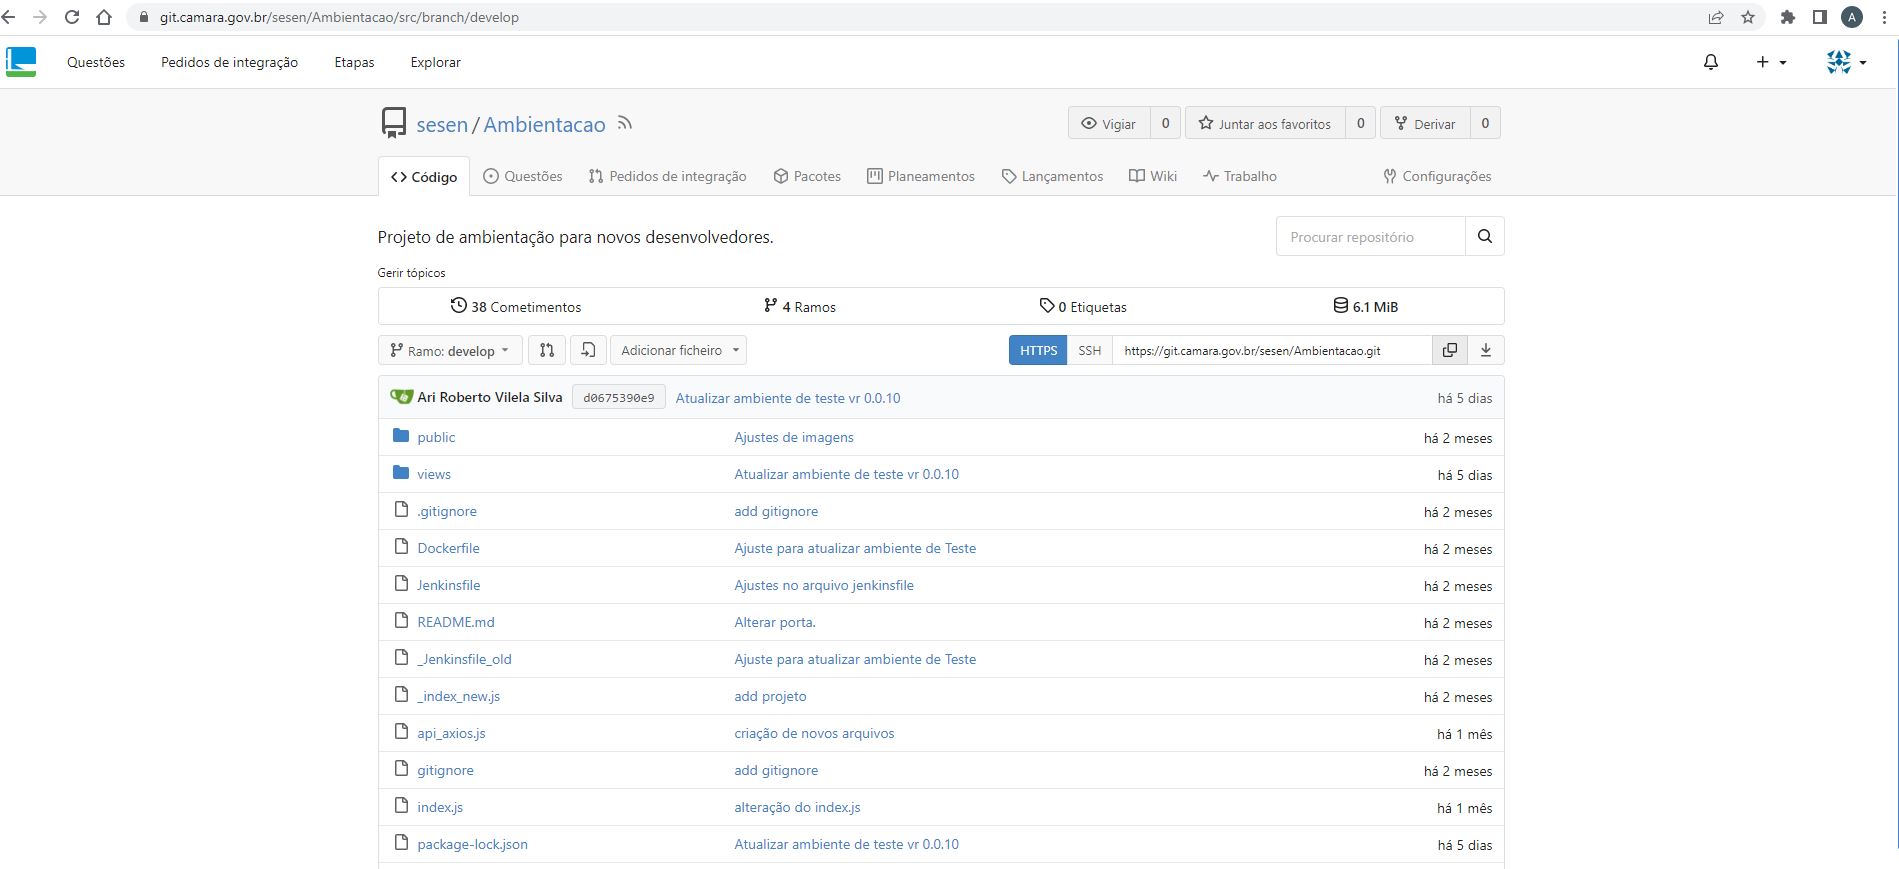 git.camara.gov.br/sesen/Ambientacao/src/branch/develop
A
Questões Pedidos de integração Etapas Explorar
sesen / Ambientacao
Vigiar 0 Juntar aos favoritos 0 Derivar 0
Código Questões Pedidos de integração Pacotes Planeamentos Lançamentos Wiki Trabalho Configurações
Projeto de ambientação para novos desenvolvedores.
Procurar repositório
Gerir tópicos
38 Cometimentos 4 Ramos 0 Etiquetas 6.1 MiB
Ramo: develop Adicionar ficheiro HTTPS SSH https://git.camara.gov.br/sesen/Ambientacao.git
Ari Roberto Vilela Silva d0675390e9 Atualizar ambiente de teste vr 0.0.10 há 5 dias
public Ajustes de imagens há 2 meses
views Atualizar ambiente de teste vr 0.0.10 há 5 dias
.gitignore add gitignore há 2 meses
Dockerfile Ajuste para atualizar ambiente de Teste há 2 meses
Jenkinsfile Ajustes no arquivo jenkinsfile há 2 meses
README.md Alterar porta. há 2 meses
_Jenkinsfile_old Ajuste para atualizar ambiente de Teste há 2 meses
_index_new.js add projeto há 2 meses
api_axios.js criação de novos arquivos há 1 mês
gitignore add gitignore há 2 meses
index.js alteração do index.js há 1 mês
package-lock.json Atualizar ambiente de teste vr 0.0.10 há 5 dias